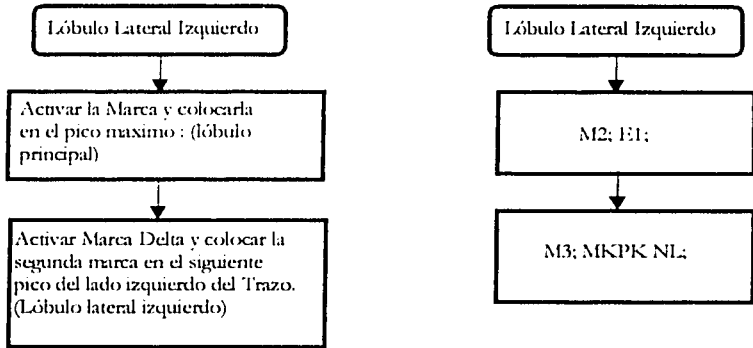 Lóbulo Lateral Izquierdo
Activar la Marca y colocarla
en el pico maximo : (lóbulo
principal)
Activar Marca Delta y colocar la
segunda marca en el siguiente
pico del lado izquierdo del Trazo.
(Lóbulo lateral izquierdo)
Lóbulo Lateral Izquierdo
M2; E1;
M3; MKPK NL;